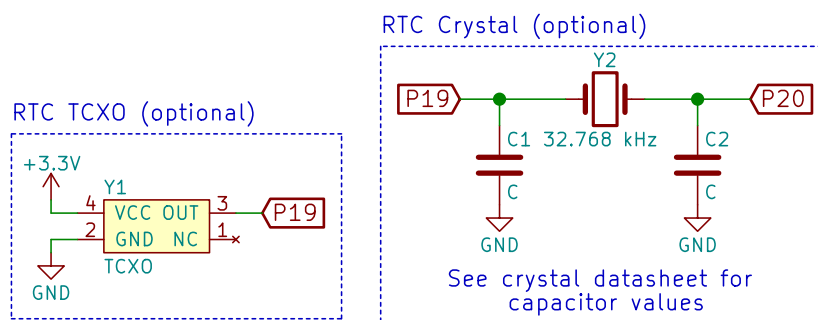 RTC Crystal (optional)
Y2
P19
P20
C1 32.768 kHz C2
C
C
GND
GND
See crystal datasheet for
capacitor values
RTC TCXO (optional)
+3.3V
Y1
4 VCC OUT 3
P19
2 GND NC 1
TCXO
GND